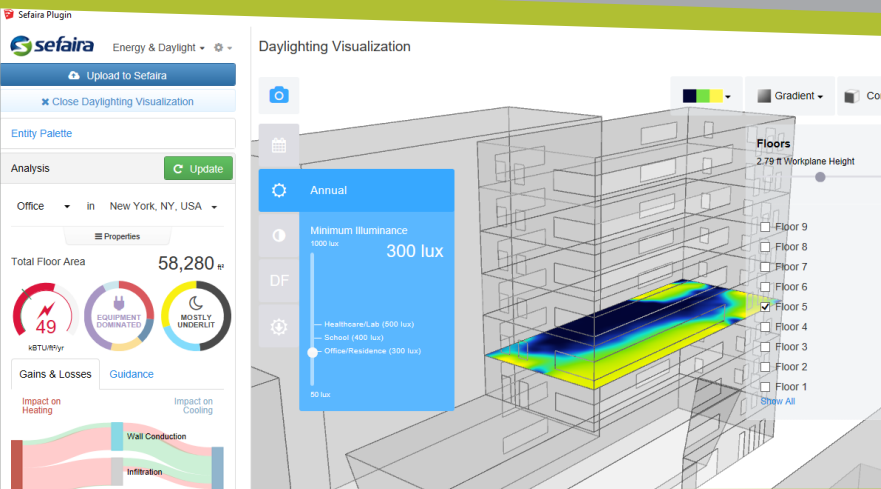 Sefaira Plugin
sefaira
Energy & Daylight
Upload to Sefaira
Close Daylighting Visualization
Entity Palette
Analysis
Update
Office in New York, NY, USA
Properties
Total Floor Area
58,280 ft²
49
kBTU/ft²/yr
EQUIPMENT
DOMINATED
MOSTLY
UNDERLIT
Gains & Losses
Guidance
Impact on
Heating
Impact on
Cooling
Wall Conduction
Infiltration
Daylighting Visualization
Annual
Minimum Illuminance
1000 lux
300 lux
DF
Healthcare/Lab (500 lux)
School (400 lux)
Office/Residence (300 lux)
50 lux
Gradient
Co
Floors
2.79 ft Workplane Height
Floor 9
Floor 8
Floor 7
Floor 6
Floor 5
Floor 4
Floor 3
Floor 2
Floor 1
Show All